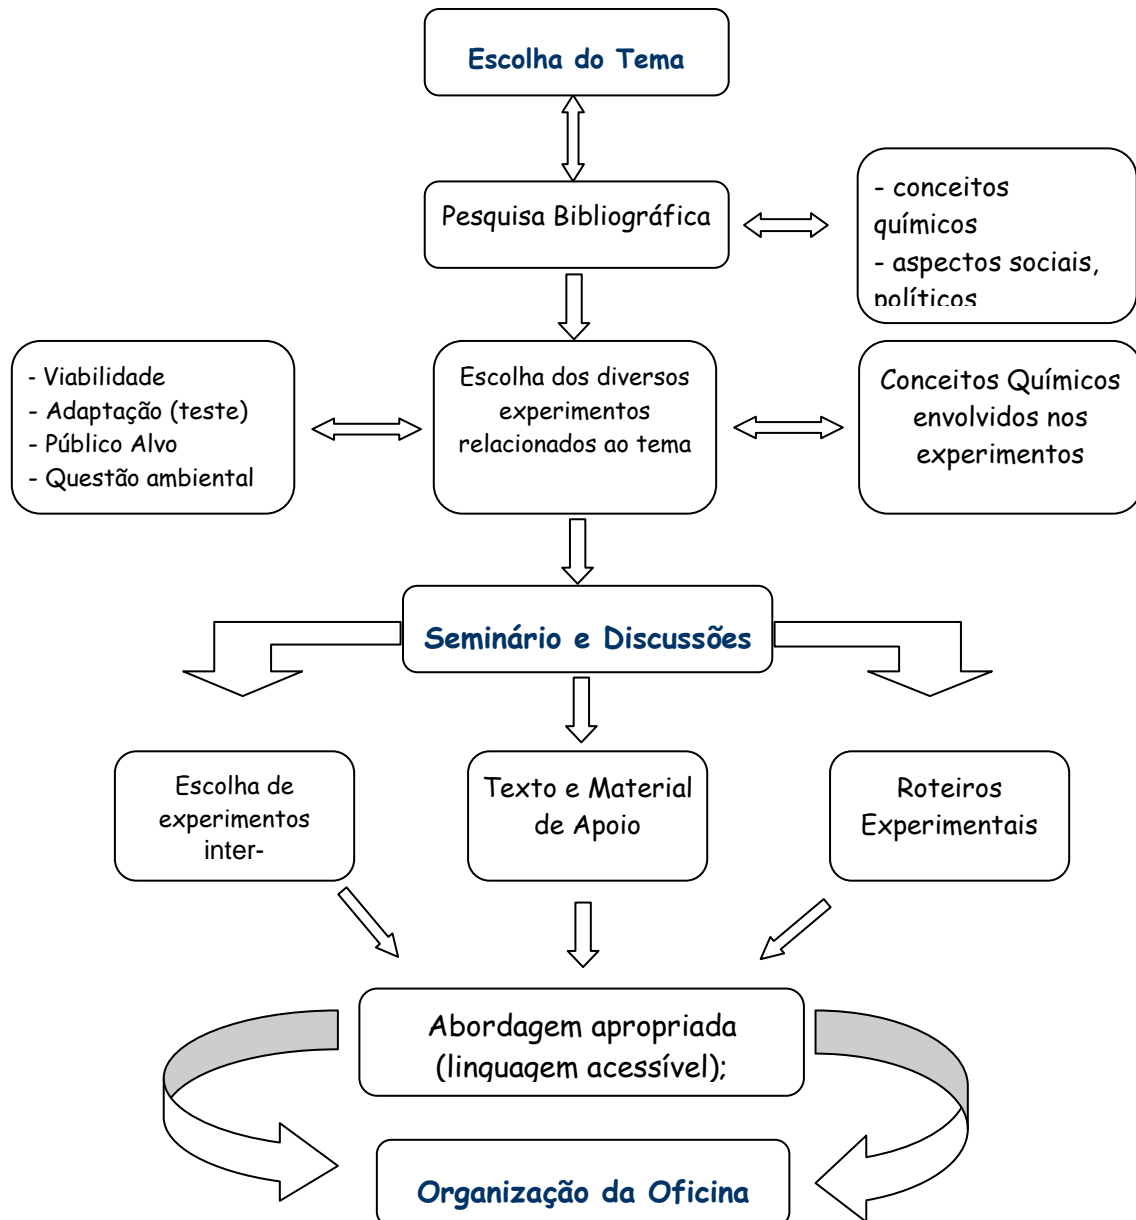 Escolha do Tema
Pesquisa Bibliográfica
- conceitos
químicos
- aspectos sociais,
políticos
- Viabilidade
- Adaptação (teste)
- Público Alvo
- Questão ambiental
Escolha dos diversos
experimentos
relacionados ao tema
Conceitos Químicos
envolvidos nos
experimentos
Seminário e Discussões
Escolha de
experimentos
inter-
Texto e Material
de Apoio
Roteiros
Experimentais
Abordagem apropriada
(linguagem acessível);
Organização da Oficina